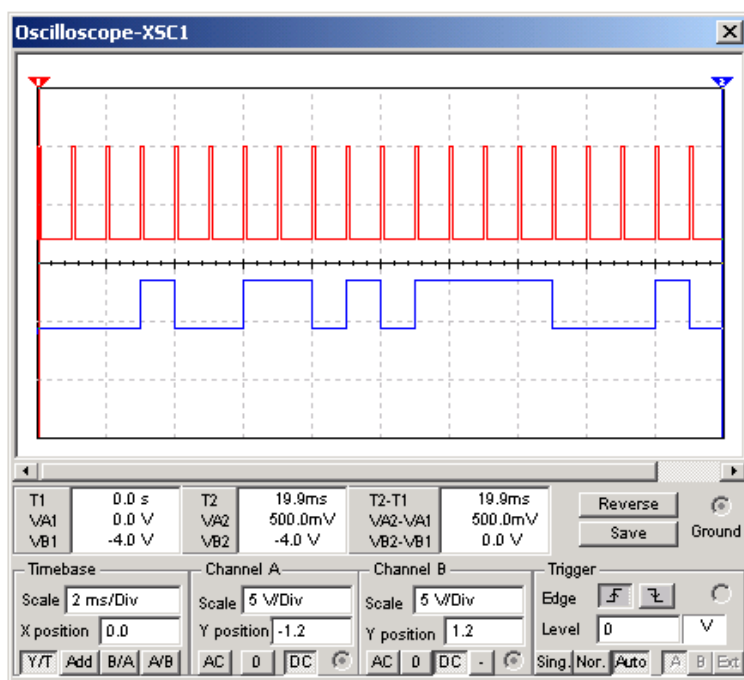 Oscilloscope-XSC1
1 2
T1 0.0 s T2 19.9ms T2-T1 19.9ms
VA1 0.0 V VA2 500.0mV VA2-VA1 500.0mV
VB1 -4.0 V VB2 -4.0 V VB2-VB1 0.0 V
Reverse
Save
Ground
Timebase Channel A Channel B Trigger
Scale 2 ms/Div Scale 5 V/Div Scale 5 V/Div Edge
X position 0.0 Y position -1.2 Y position 1.2 Level 0 V
Y/T Add B/A A/B AC 0 DC AC 0 DC - Sing. Nor. Auto A B Ext